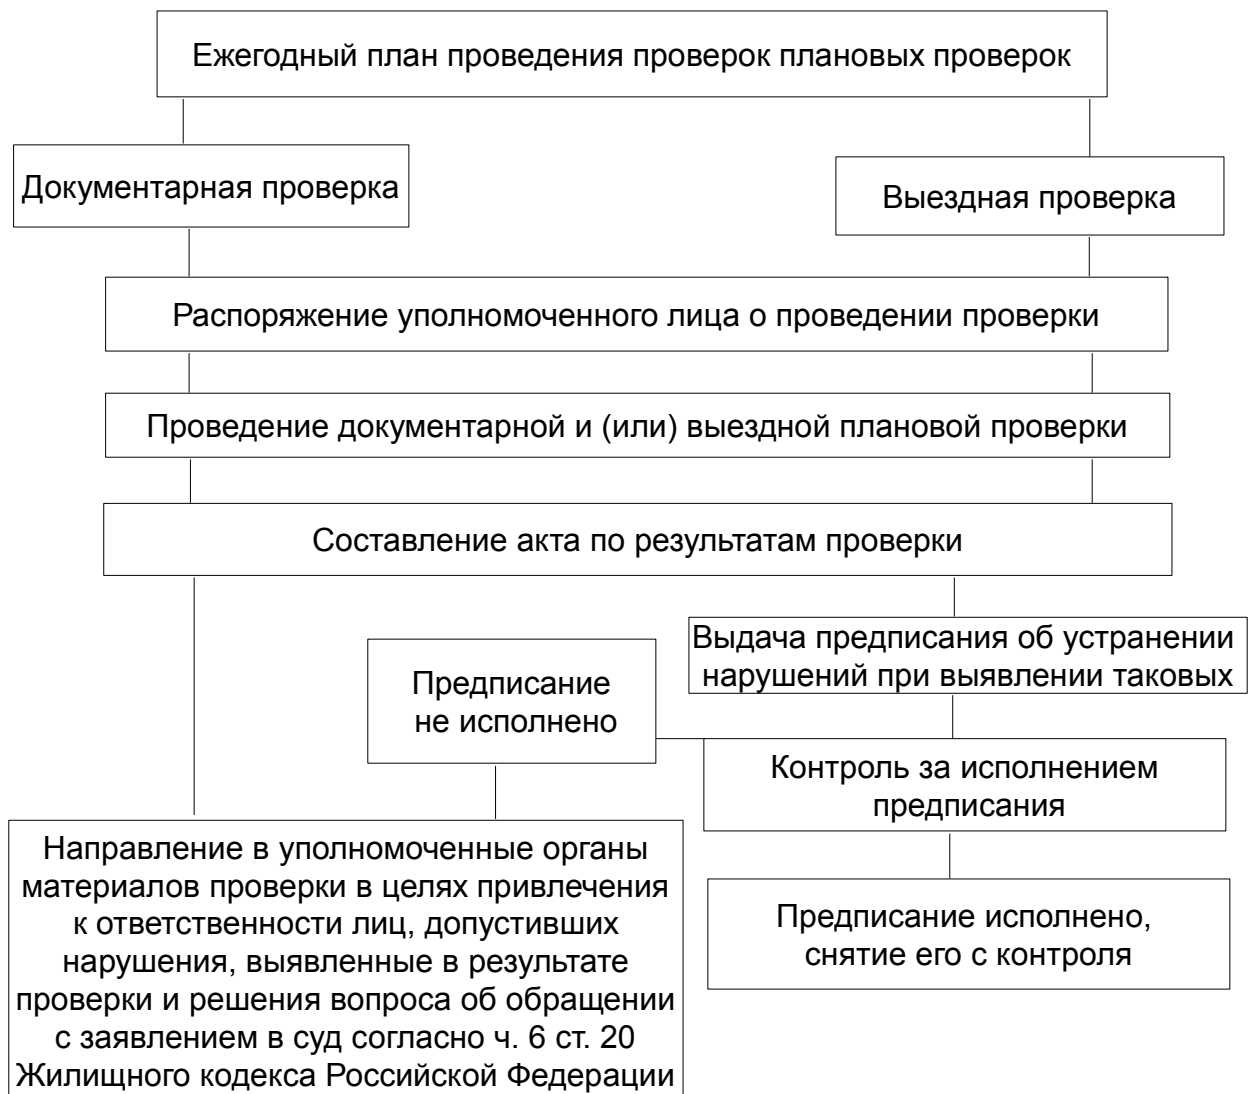 Ежегодный план проведения проверок плановых проверок
Документарная проверка
Выездная проверка
Распоряжение уполномоченного лица о проведении проверки
Проведение документарной и (или) выездной плановой проверки
Составление акта по результатам проверки
Выдача предписания об устранении
нарушений при выявлении таковых
Предписание
не исполнено
Контроль за исполнением
предписания
Направление в уполномоченные органы
материалов проверки в целях привлечения
к ответственности лиц, допустивших
нарушения, выявленные в результате
проверки и решения вопроса об обращении
с заявлением в суд согласно ч. 6 ст. 20
Жилищного кодекса Российской Федерации
Предписание исполнено,
снятие его с контроля